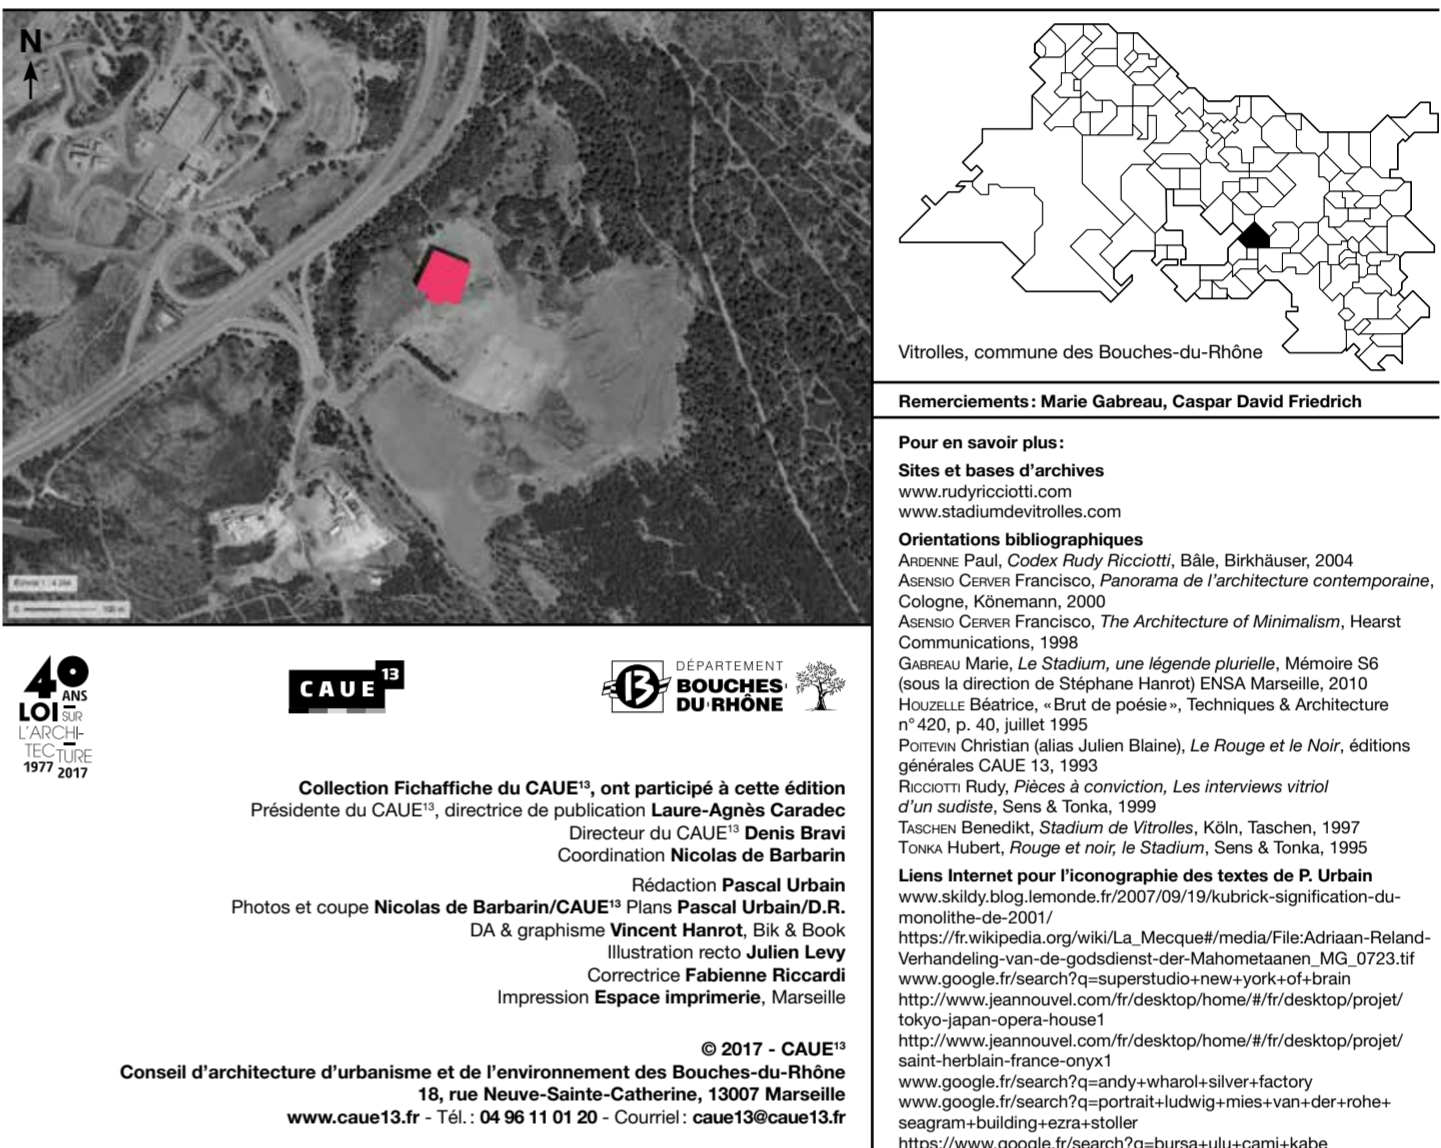 N
Échelle 1 : 4 264
0 100 m
40
ANS
LOI SUR
L'ARCHI-
TECTURE
1977 2017
CAUE 13
13
DÉPARTEMENT
BOUCHES
DU RHÔNE
Collection Fichaffiche du CAUE13, ont participé à cette édition
Présidente du CAUE13, directrice de publication Laure-Agnès Caradec
Directeur du CAUE13 Denis Bravi
Coordination Nicolas de Barbarin
Rédaction Pascal Urbain
Photos et coupe Nicolas de Barbarin/CAUE13 Plans Pascal Urbain/D.R.
DA & graphisme Vincent Hanrot, Bik & Book
Illustration recto Julien Levy
Correctrice Fabienne Riccardi
Impression Espace imprimerie, Marseille
© 2017 - CAUE13
Conseil d'architecture d'urbanisme et de l'environnement des Bouches-du-Rhône
18, rue Neuve-Sainte-Catherine, 13007 Marseille
www.caue13.fr - Tél. : 04 96 11 01 20 - Courriel : caue13@caue13.fr
Vitrolles, commune des Bouches-du-Rhône
Remerciements : Marie Gabreau, Caspar David Friedrich
Pour en savoir plus :
Sites et bases d'archives
www.rudyricciotti.com
www.stadiumdevitrolles.com
Orientations bibliographiques
ARDENNE Paul, Codex Rudy Ricciotti, Bâle, Birkhäuser, 2004
ASENSIO CERVER Francisco, Panorama de l'architecture contemporaine,
Cologne, Könemann, 2000
ASENSIO CERVER Francisco, The Architecture of Minimalism, Hearst
Communications, 1998
GABREAU Marie, Le Stadium, une légende plurielle, Mémoire S6
(sous la direction de Stéphane Hanrot) ENSA Marseille, 2010
HOUZELLE Béatrice, « Brut de poésie », Techniques & Architecture
n° 420, p. 40, juillet 1995
POITEVIN Christian (alias Julien Blaine), Le Rouge et le Noir, éditions
générales CAUE 13, 1993
RICCIOTTI Rudy, Pièces à conviction, Les interviews vitriol
d'un sudiste, Sens & Tonka, 1999
TASCHEN Benedikt, Stadium de Vitrolles, Köln, Taschen, 1997
TONKA Hubert, Rouge et noir, le Stadium, Sens & Tonka, 1995
Liens Internet pour l'iconographie des textes de P. Urbain
www.skildy.blog.lemonde.fr/2007/09/19/kubrick-signification-du-
monolithe-de-2001/
https://fr.wikipedia.org/wiki/La_Mecque#/media/File:Adriaan-Reland-
Verhandeling-van-de-godsdienst-der-Mahometaanen_MG_0723.tif
www.google.fr/search?q=superstudio+new+york+of+brain
http://www.jeannouvel.com/fr/desktop/home/#/fr/desktop/projet/
tokyo-japan-opera-house1
http://www.jeannouvel.com/fr/desktop/home/#/fr/desktop/projet/
saint-herblain-france-onyx1
www.google.fr/search?q=andy+wharol+silver+factory
www.google.fr/search?q=portrait+ludwig+mies+van+der+rohe+
seagram+building+ezra+stoller
https://www.google.fr/search?q=bursa+ulu+cami+kabe